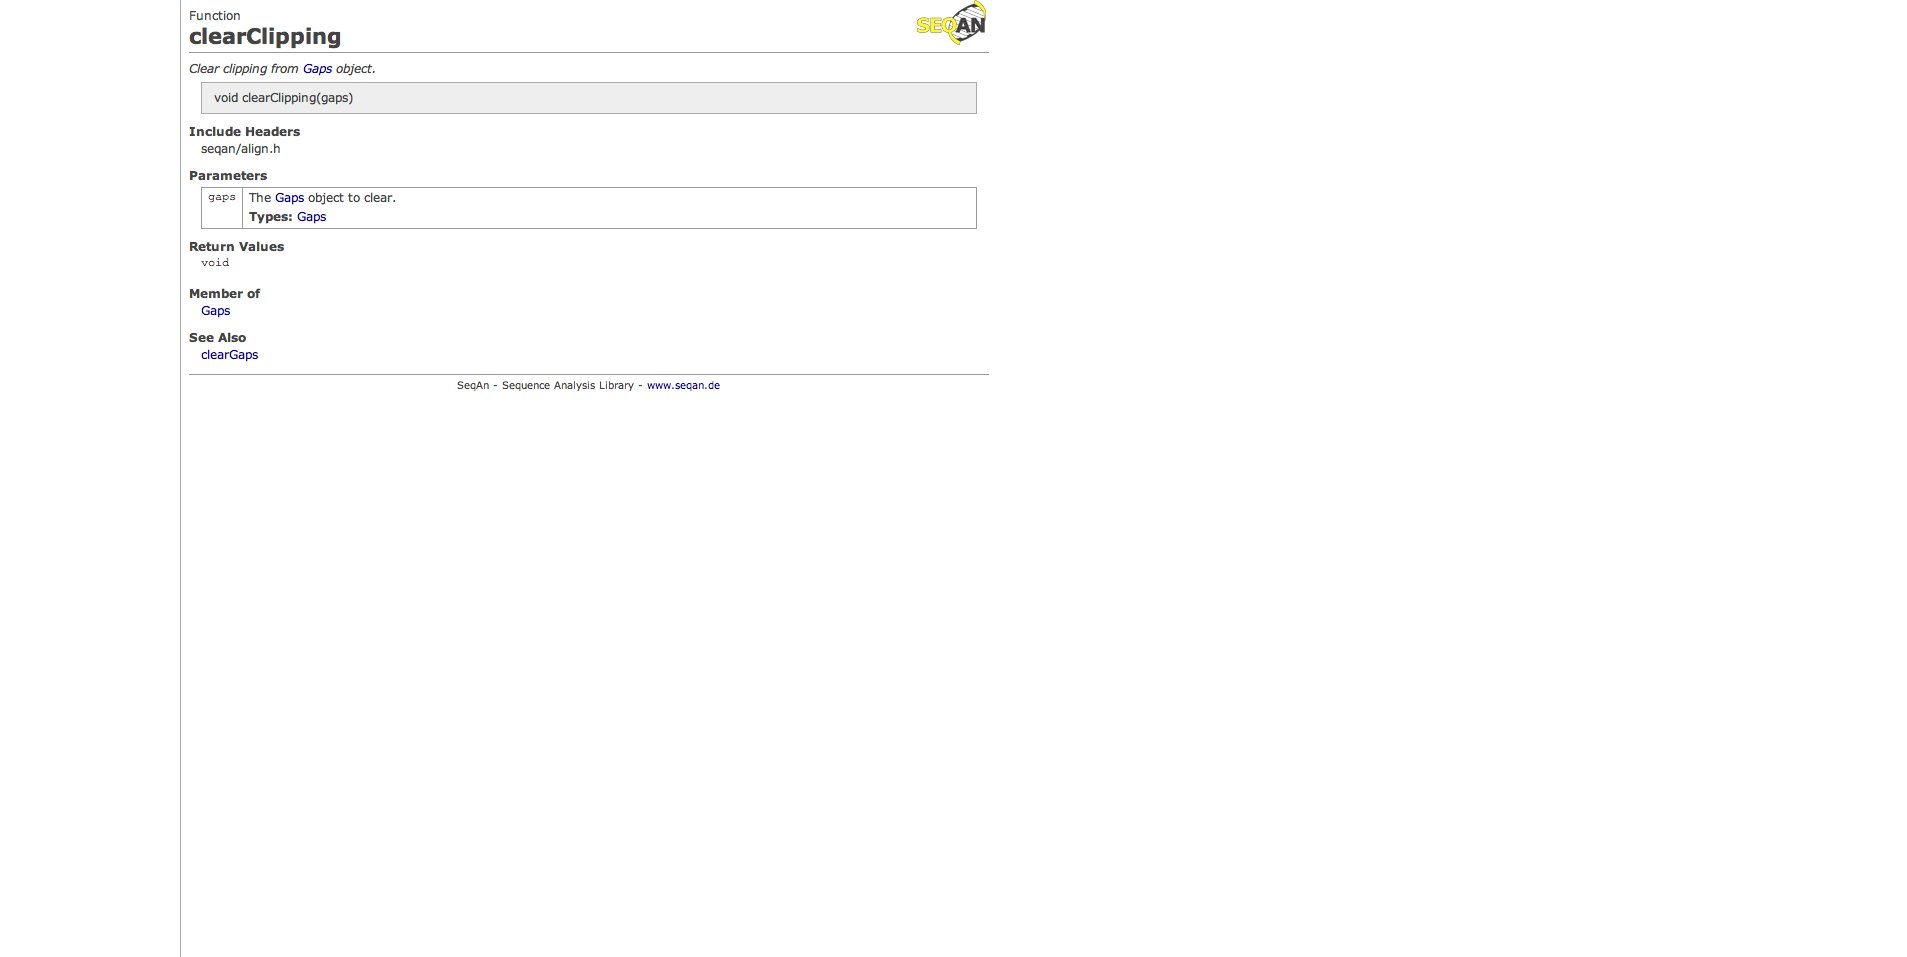 Function
SEQAN
clearClipping
Clear clipping from Gaps object.
void clearClipping(gaps)
Include Headers
seqan/align.h
Parameters
gaps The Gaps object to clear.
Types: Gaps
Return Values
void
Member of
Gaps
See Also
clearGaps
SeqAn - Sequence Analysis Library - www.seqan.de